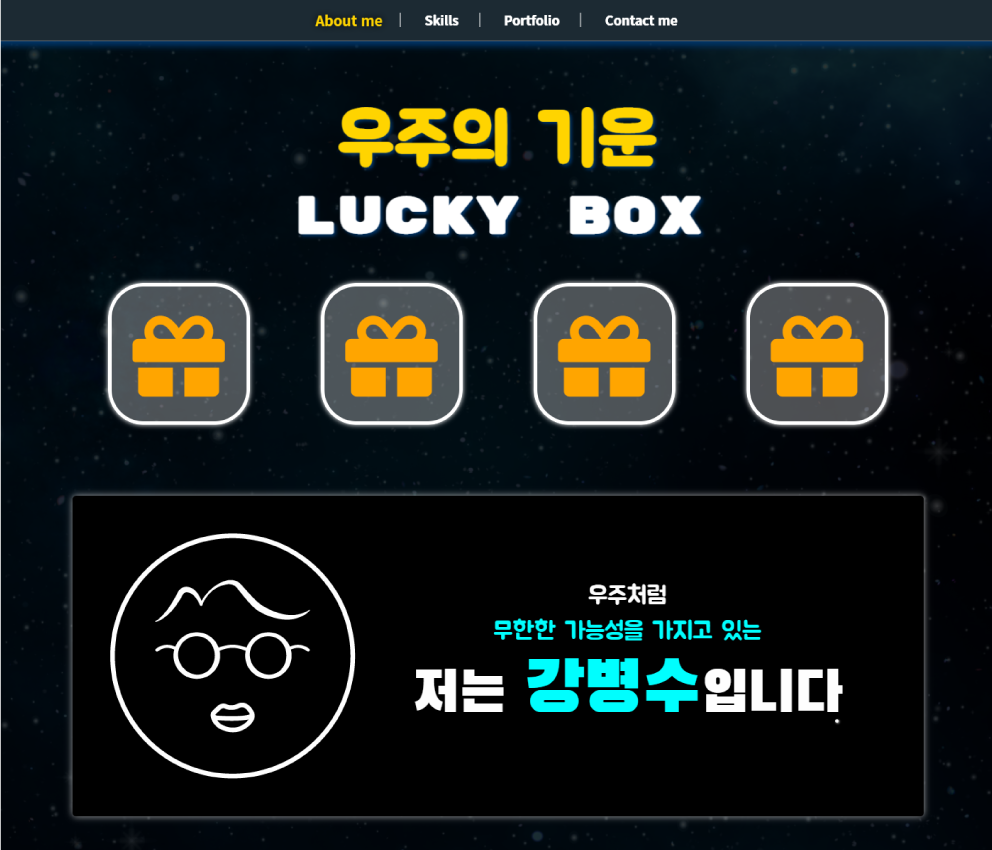 About me | Skills | Portfolio | Contact me
우주의 기운
LUCKY BOX
우주처럼
무한한 가능성을 가지고 있는
저는 강병수입니다.